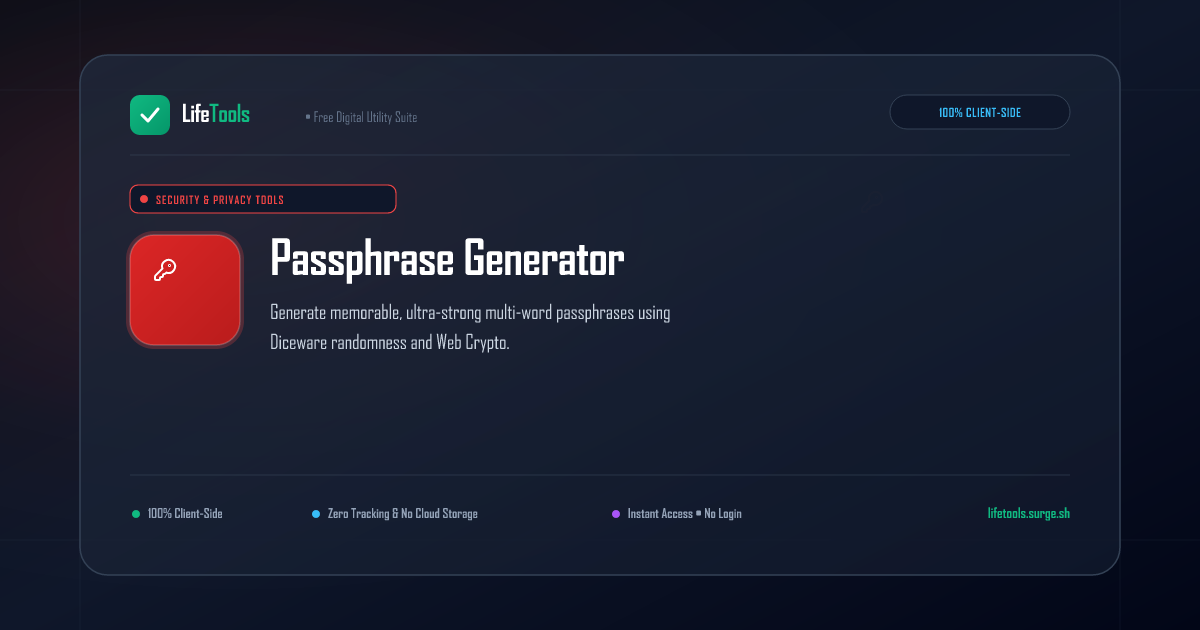 LifeTools
• Free Digital Utility Suite
100% CLIENT-SIDE
SECURITY & PRIVACY TOOLS
Passphrase Generator
Generate memorable, ultra-strong multi-word passphrases using
Diceware randomness and Web Crypto.
100% Client-Side
Zero Tracking & No Cloud Storage
Instant Access • No Login
lifetools.surge.sh